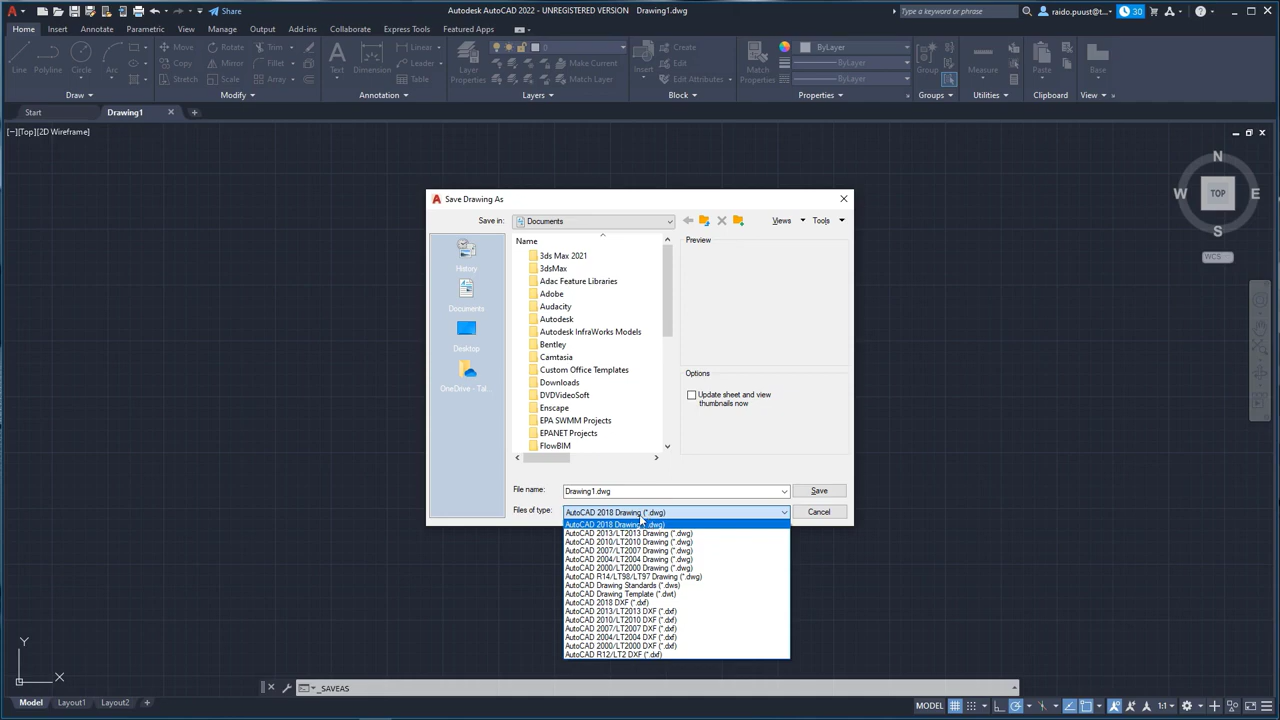 Share
Autodesk AutoCAD 2022 - UNREGISTERED VERSION Drawing1.dwg
Type a keyword or phrase
raido.puust@t...
30
Home Insert Annotate Parametric View Manage Output Add-ins Collaborate Express Tools Featured Apps
Line Polyline Circle Arc
Move Rotate Trim
Copy Mirror Fillet
Stretch Scale Array
Text Dimension
Linear
Leader
Table
Layer Properties
0
Make Current
Match Layer
Insert
Create
Edit
Edit Attributes
Match Properties
ByLayer
ByLayer
ByLayer
Group
Measure
Paste
Base
Draw Modify Annotation Layers Block Properties Groups Utilities Clipboard View
Start Drawing1
[−][Top][2D Wireframe]
N
W TOP E
S
WCS
Save Drawing As
Save in: Documents
Views Tools
Name
3ds Max 2021
3dsMax
Adac Feature Libraries
Adobe
Audacity
Autodesk
Autodesk InfraWorks Models
Bentley
Camtasia
Custom Office Templates
Downloads
DVDVideoSoft
Enscape
EPA SWMM Projects
EPANET Projects
FlowBIM
History
Documents
Desktop
OneDrive - Tal...
Preview
Options
Update sheet and view
thumbnails now
File name: Drawing1.dwg Save
Files of type: AutoCAD 2018 Drawing (*.dwg) Cancel
AutoCAD 2018 Drawing (*.dwg)
AutoCAD 2013/LT2013 Drawing (*.dwg)
AutoCAD 2010/LT2010 Drawing (*.dwg)
AutoCAD 2007/LT2007 Drawing (*.dwg)
AutoCAD 2004/LT2004 Drawing (*.dwg)
AutoCAD 2000/LT2000 Drawing (*.dwg)
AutoCAD R14/LT98/LT97 Drawing (*.dwg)
AutoCAD Drawing Standards (*.dws)
AutoCAD Drawing Template (*.dwt)
AutoCAD 2018 DXF (*.dxf)
AutoCAD 2013/LT2013 DXF (*.dxf)
AutoCAD 2010/LT2010 DXF (*.dxf)
AutoCAD 2007/LT2007 DXF (*.dxf)
AutoCAD 2004/LT2004 DXF (*.dxf)
AutoCAD 2000/LT2000 DXF (*.dxf)
AutoCAD R12/LT2 DXF (*.dxf)
Y
X
_SAVEAS
Model Layout1 Layout2
MODEL
1:1